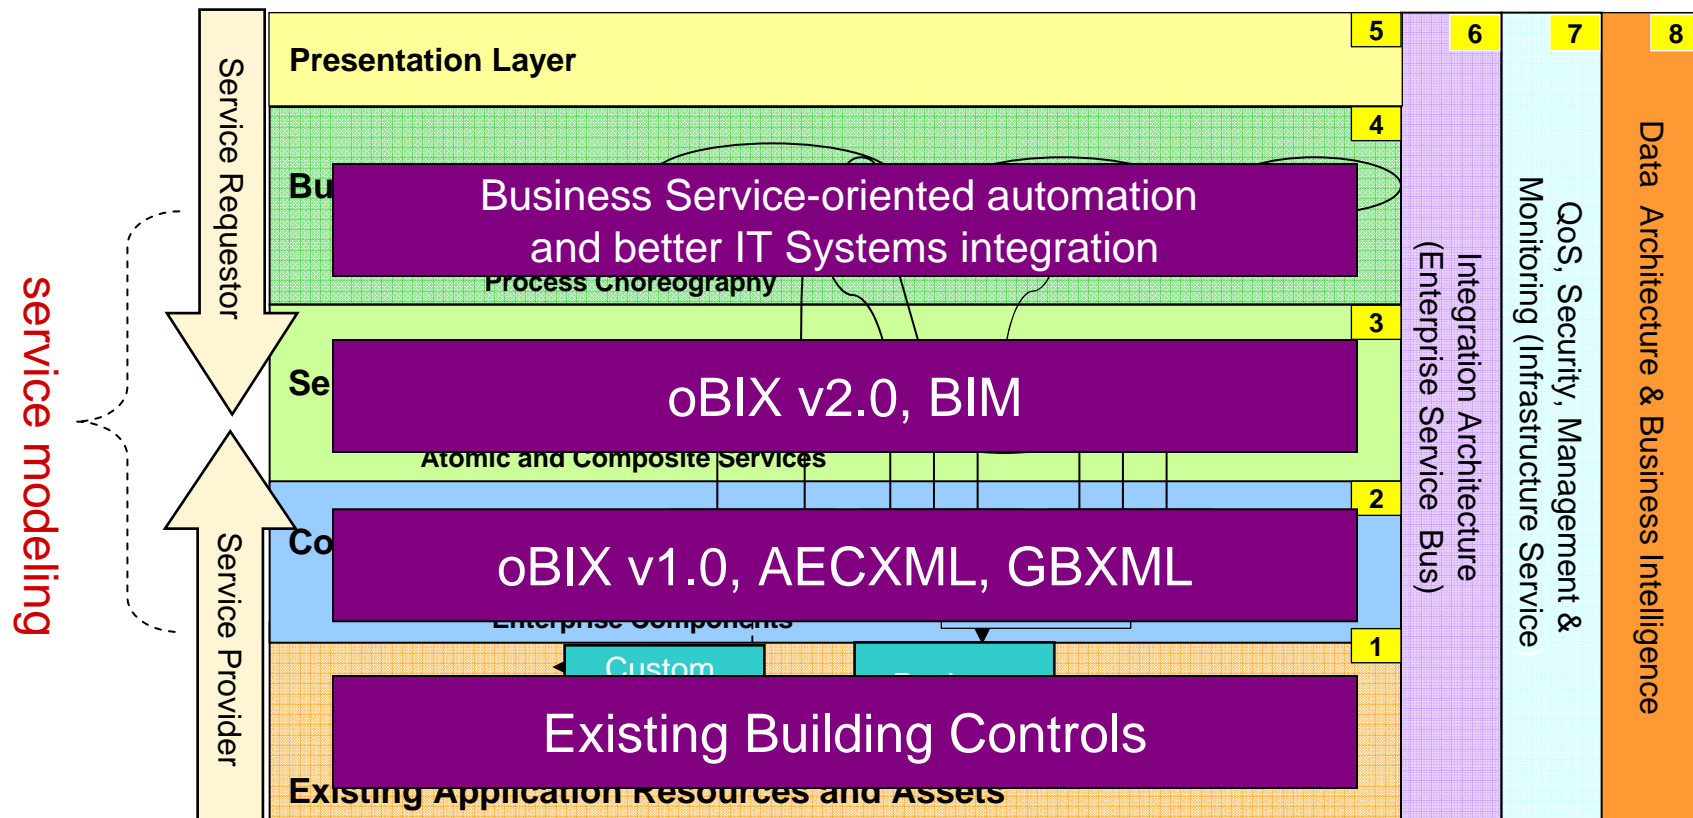 Presentation Layer
5
6
7
8
4
Bu
Business Service-oriented automation
and better IT Systems integration
Process Choreography
3
Se
oBIX v2.0, BIM
Atomic and Composite Services
2
Co
oBIX v1.0, AECXML, GBXML
Enterprise Components
1
Custom
Existing Building Controls
Existing Application Resources and Assets
Service Requestor
Service Provider
service modeling
Integration Architecture
(Enterprise Service Bus)
QoS, Security, Management &
Monitoring (Infrastructure Service)
Data Architecture & Business Intelligence